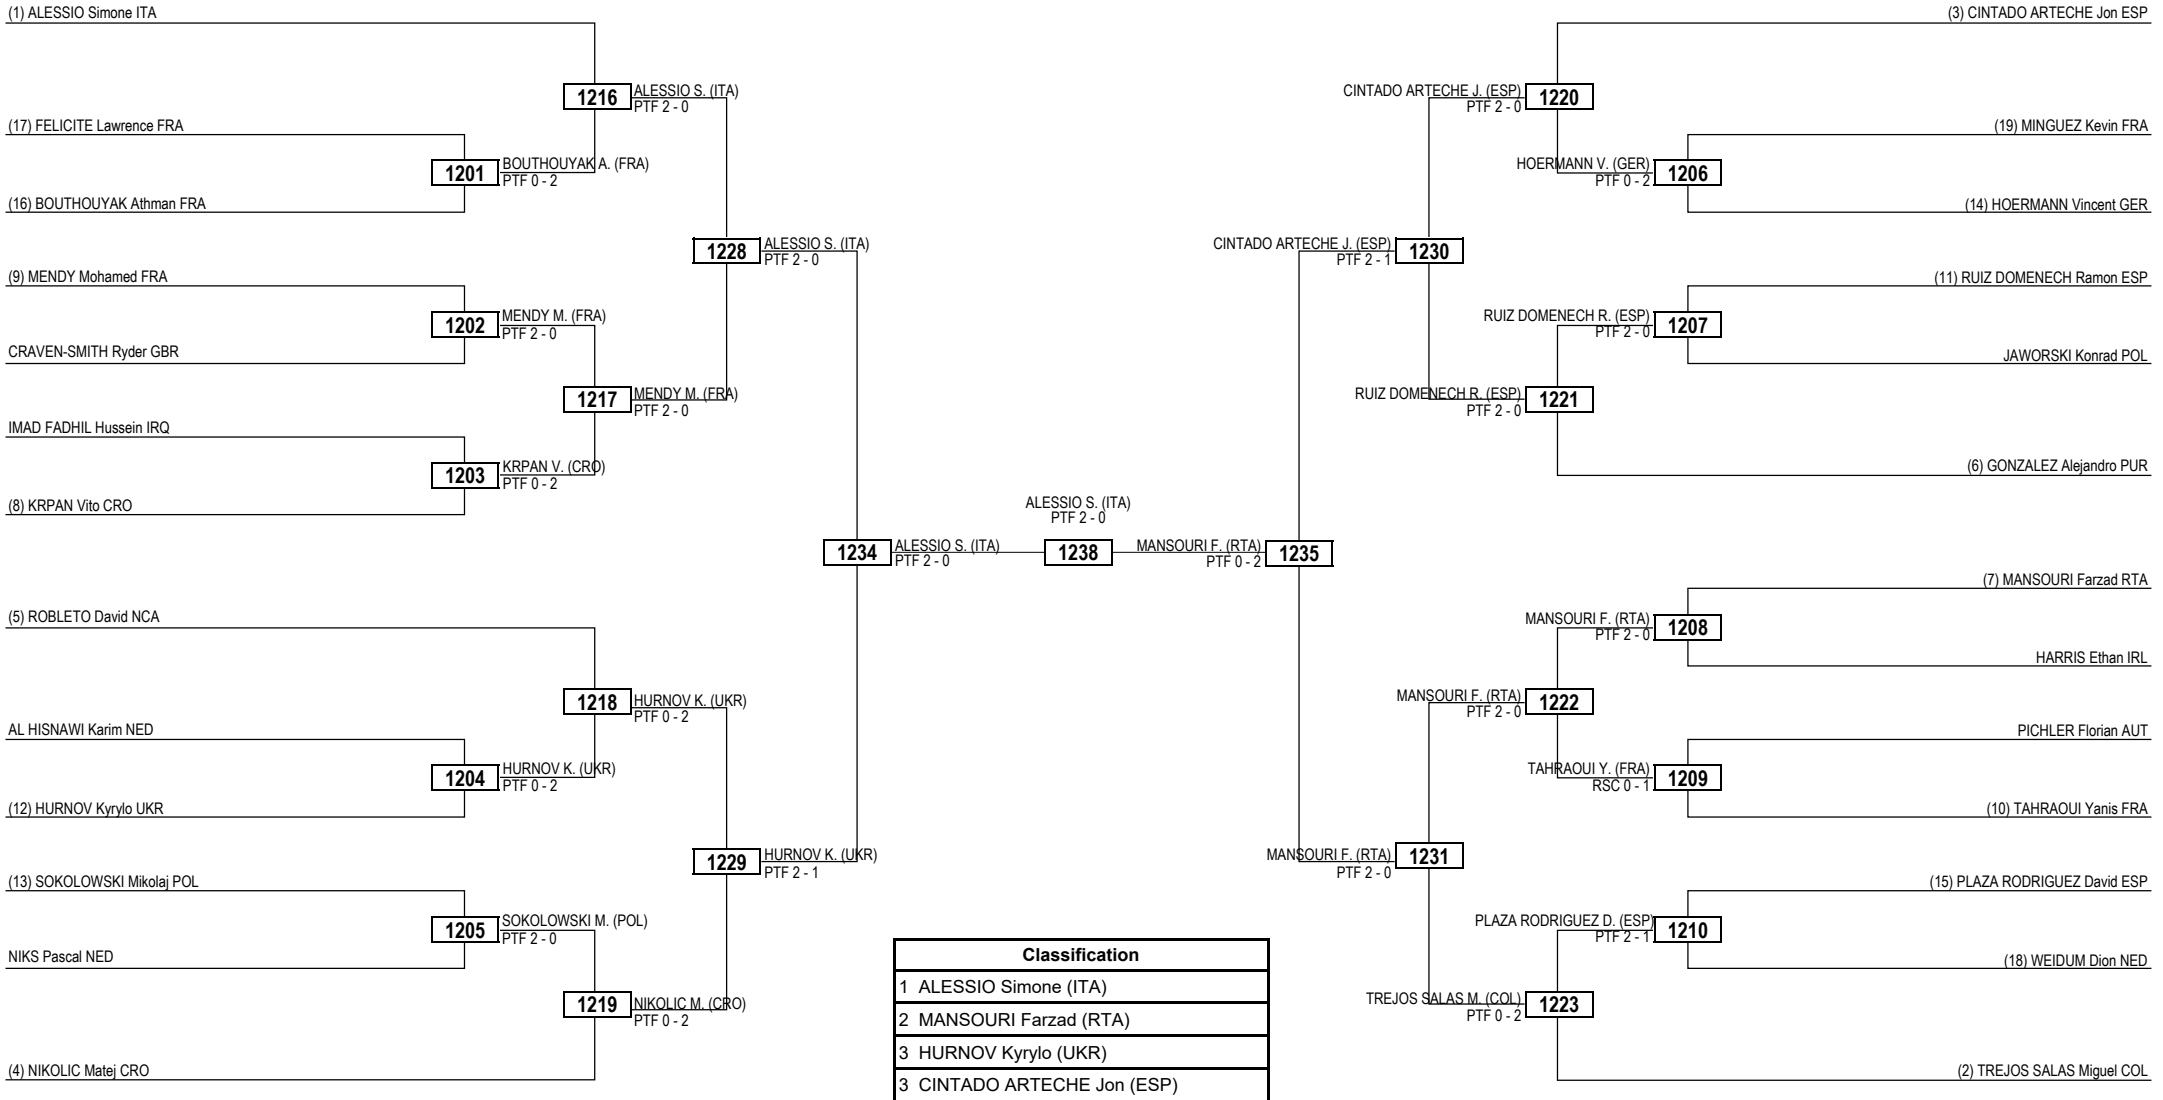 (1) ALESSIO Simone ITA
1216
ALESSIO S. (ITA)
PTF 2 - 0
(17) FELICITE Lawrence FRA
1201
BOUTHOUYAK A. (FRA)
PTF 0 - 2
(16) BOUTHOUYAK Athman FRA
1228
ALESSIO S. (ITA)
PTF 2 - 0
(9) MENDY Mohamed FRA
1202
MENDY M. (FRA)
PTF 2 - 0
CRAVEN-SMITH Ryder GBR
1217
MENDY M. (FRA)
PTF 2 - 0
IMAD FADHIL Hussein IRQ
1203
KRPAN V. (CRO)
PTF 0 - 2
(8) KRPAN Vito CRO
1234
ALESSIO S. (ITA)
PTF 2 - 0
(5) ROBLETO David NCA
1218
HURNOV K. (UKR)
PTF 0 - 2
AL HISNAWI Karim NED
1204
HURNOV K. (UKR)
PTF 0 - 2
(12) HURNOV Kyrylo UKR
1229
HURNOV K. (UKR)
PTF 2 - 1
(13) SOKOLOWSKI Mikolaj POL
1205
SOKOLOWSKI M. (POL)
PTF 2 - 0
NIKS Pascal NED
1219
NIKOLIC M. (CRO)
PTF 0 - 2
(4) NIKOLIC Matej CRO
ALESSIO S. (ITA)
PTF 2 - 0
1238
(3) CINTADO ARTECHE Jon ESP
CINTADO ARTECHE J. (ESP)
PTF 2 - 0
1220
(19) MINGUEZ Kevin FRA
HOERMANN V. (GER)
PTF 0 - 2
1206
(14) HOERMANN Vincent GER
CINTADO ARTECHE J. (ESP)
PTF 2 - 1
1230
(11) RUIZ DOMENECH Ramon ESP
RUIZ DOMENECH R. (ESP)
PTF 2 - 0
1207
JAWORSKI Konrad POL
RUIZ DOMENECH R. (ESP)
PTF 2 - 0
1221
(6) GONZALEZ Alejandro PUR
MANSOURI F. (RTA)
PTF 0 - 2
1235
(7) MANSOURI Farzad RTA
MANSOURI F. (RTA)
PTF 2 - 0
1208
HARRIS Ethan IRL
MANSOURI F. (RTA)
PTF 2 - 0
1222
PICHLER Florian AUT
TAHRAOUI Y. (FRA)
RSC 0 - 1
1209
(10) TAHRAOUI Yanis FRA
MANSOURI F. (RTA)
PTF 2 - 0
1231
(15) PLAZA RODRIGUEZ David ESP
PLAZA RODRIGUEZ D. (ESP)
PTF 2 - 1
1210
(18) WEIDUM Dion NED
TREJOS SALAS M. (COL)
PTF 0 - 2
1223
(2) TREJOS SALAS Miguel COL
Classification
1 ALESSIO Simone (ITA)
2 MANSOURI Farzad (RTA)
3 HURNOV Kyrylo (UKR)
3 CINTADO ARTECHE Jon (ESP)